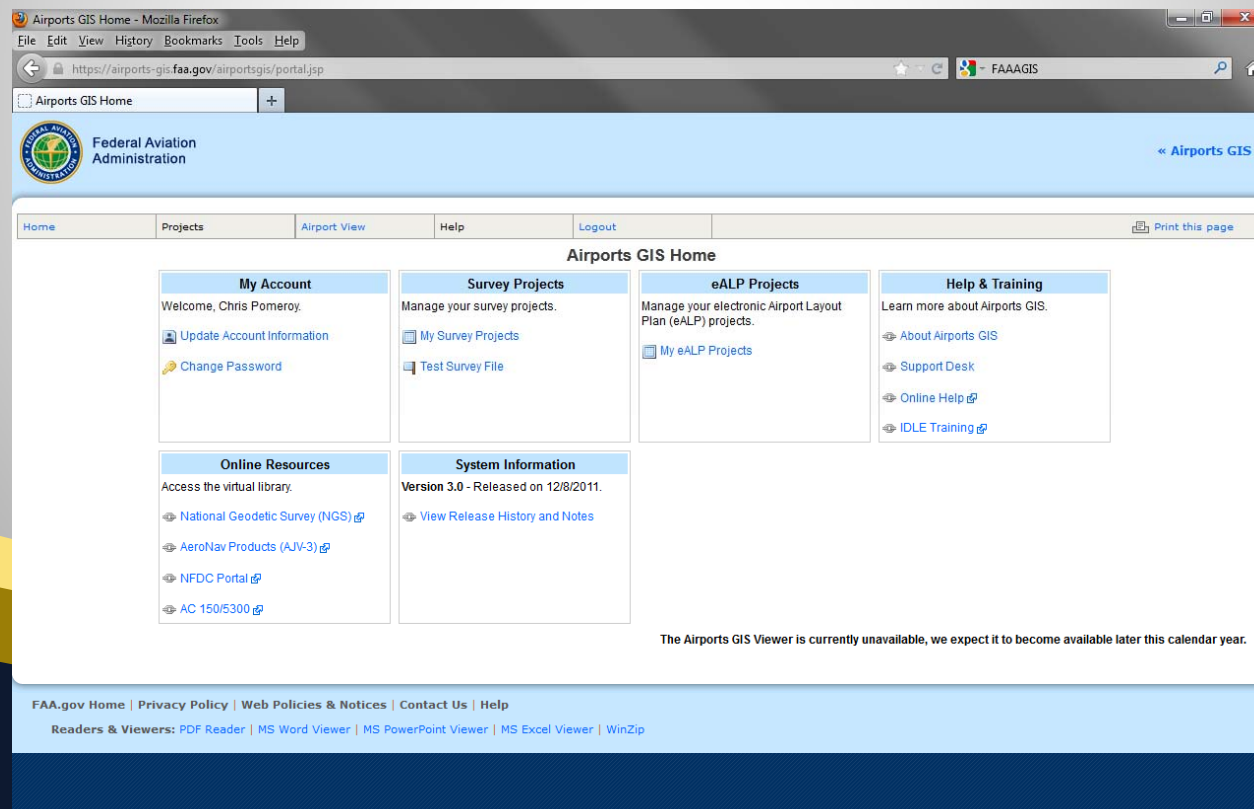 Airports GIS Home - Mozilla Firefox
File Edit View History Bookmarks Tools Help
https://airports-gis.faa.gov/airportsgis/portal.jsp
FAAAGIS
Airports GIS Home
+
FEDERAL AVIATION ADMINISTRATION
Federal Aviation
Administration
« Airports GIS
Home Projects Airport View Help Logout Print this page
Airports GIS Home
My Account
Welcome, Chris Pomeroy.
Update Account Information
Change Password
Survey Projects
Manage your survey projects.
My Survey Projects
Test Survey File
eALP Projects
Manage your electronic Airport Layout
Plan (eALP) projects.
My eALP Projects
Help & Training
Learn more about Airports GIS.
About Airports GIS
Support Desk
Online Help
IDLE Training
Online Resources
Access the virtual library.
National Geodetic Survey (NGS)
AeroNav Products (AJV-3)
NFDC Portal
AC 150/5300
System Information
Version 3.0 - Released on 12/8/2011.
View Release History and Notes
The Airports GIS Viewer is currently unavailable, we expect it to become available later this calendar year.
FAA.gov Home | Privacy Policy | Web Policies & Notices | Contact Us | Help
Readers & Viewers: PDF Reader | MS Word Viewer | MS PowerPoint Viewer | MS Excel Viewer | WinZip